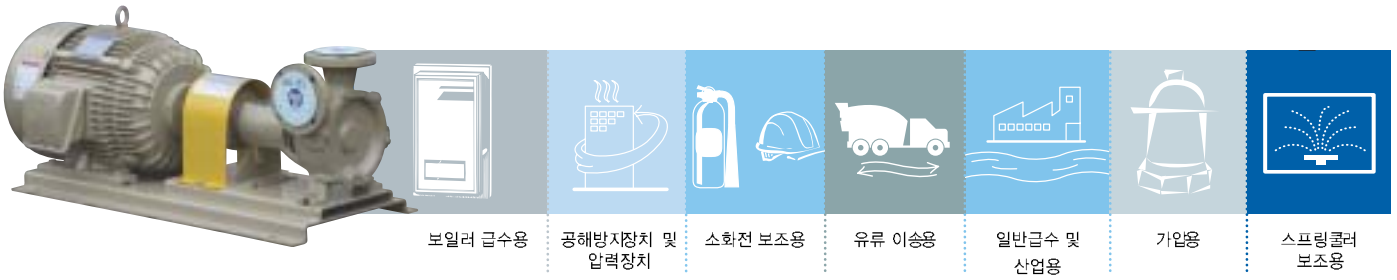 보일러 급수용
공해방지장치 및
압력장치
소화전 보조용
유류 이송용
일반급수 및
산업용
가압용
스프링쿨러
보조용